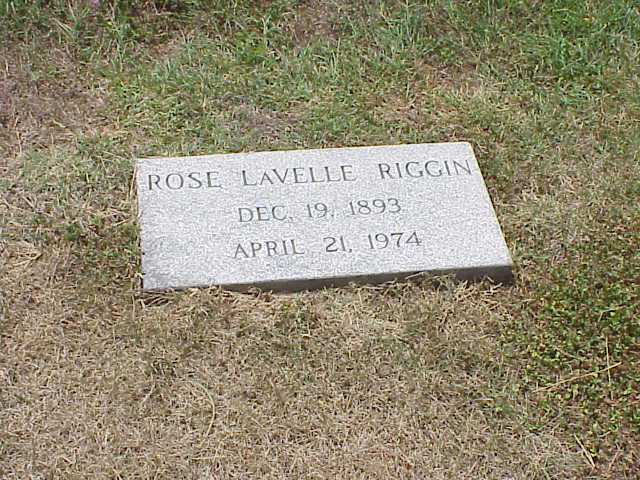 ROSE LAVELLE RIGGIN
DEC. 19, 1893
APRIL 21, 1974